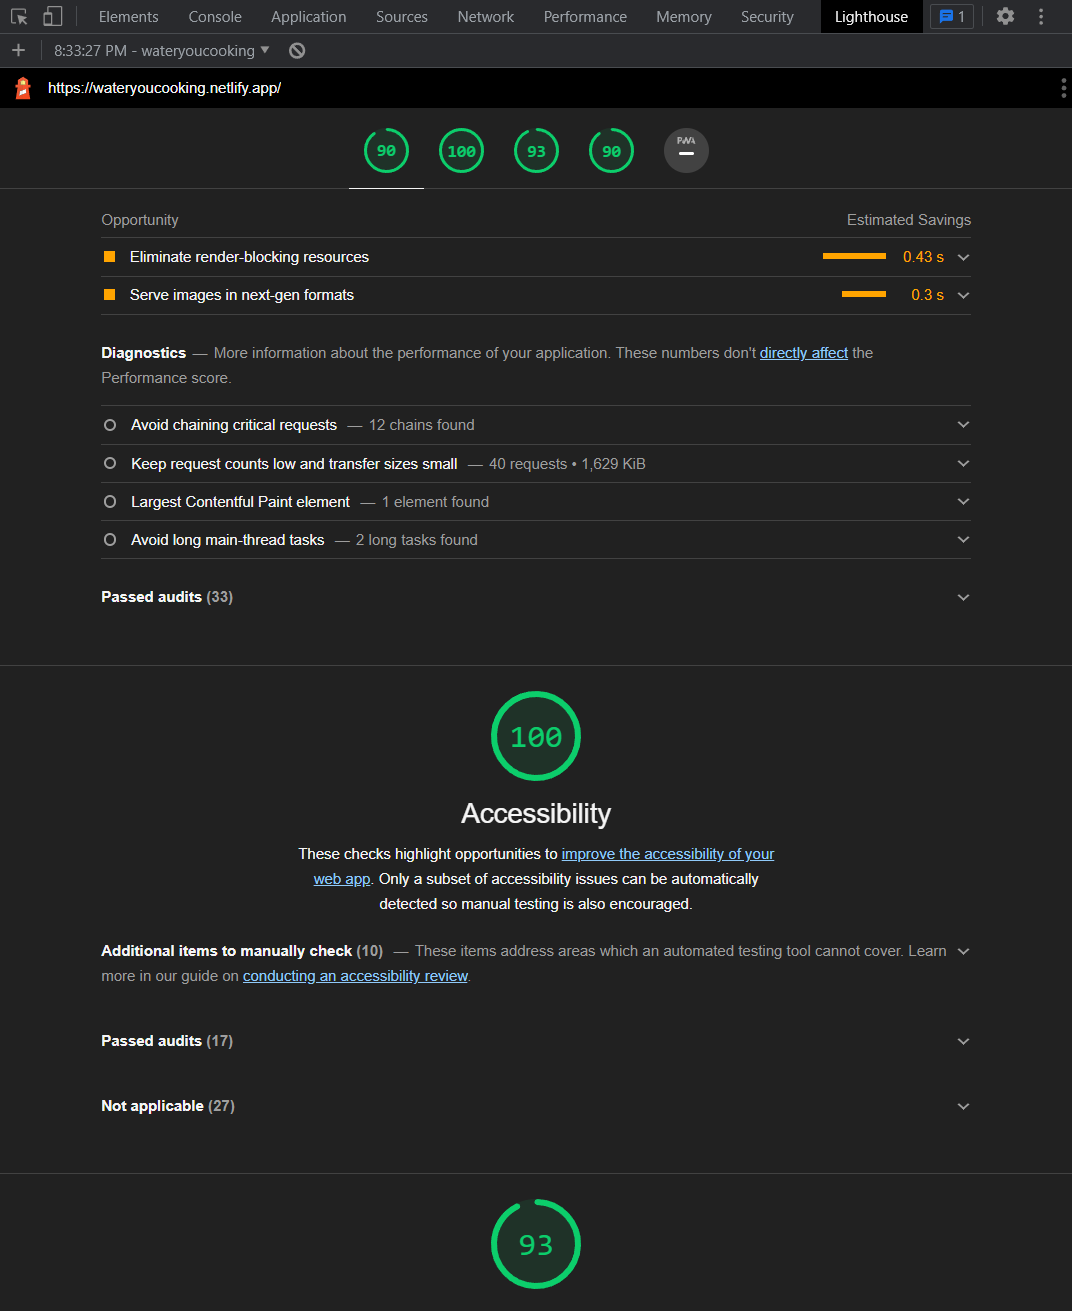 Elements Console Application Sources Network Performance Memory Security Lighthouse 1
8:33:27 PM - wateryoucooking
https://wateryoucooking.netlify.app/
90 100 93 90 PWA
Opportunity Estimated Savings
Eliminate render-blocking resources 0.43 s
Serve images in next-gen formats 0.3 s
Diagnostics — More information about the performance of your application. These numbers don't directly affect the
Performance score.
Avoid chaining critical requests — 12 chains found
Keep request counts low and transfer sizes small — 40 requests • 1,629 KiB
Largest Contentful Paint element — 1 element found
Avoid long main-thread tasks — 2 long tasks found
Passed audits (33)
100
Accessibility
These checks highlight opportunities to improve the accessibility of your
web app. Only a subset of accessibility issues can be automatically
detected so manual testing is also encouraged.
Additional items to manually check (10) — These items address areas which an automated testing tool cannot cover. Learn
more in our guide on conducting an accessibility review.
Passed audits (17)
Not applicable (27)
93